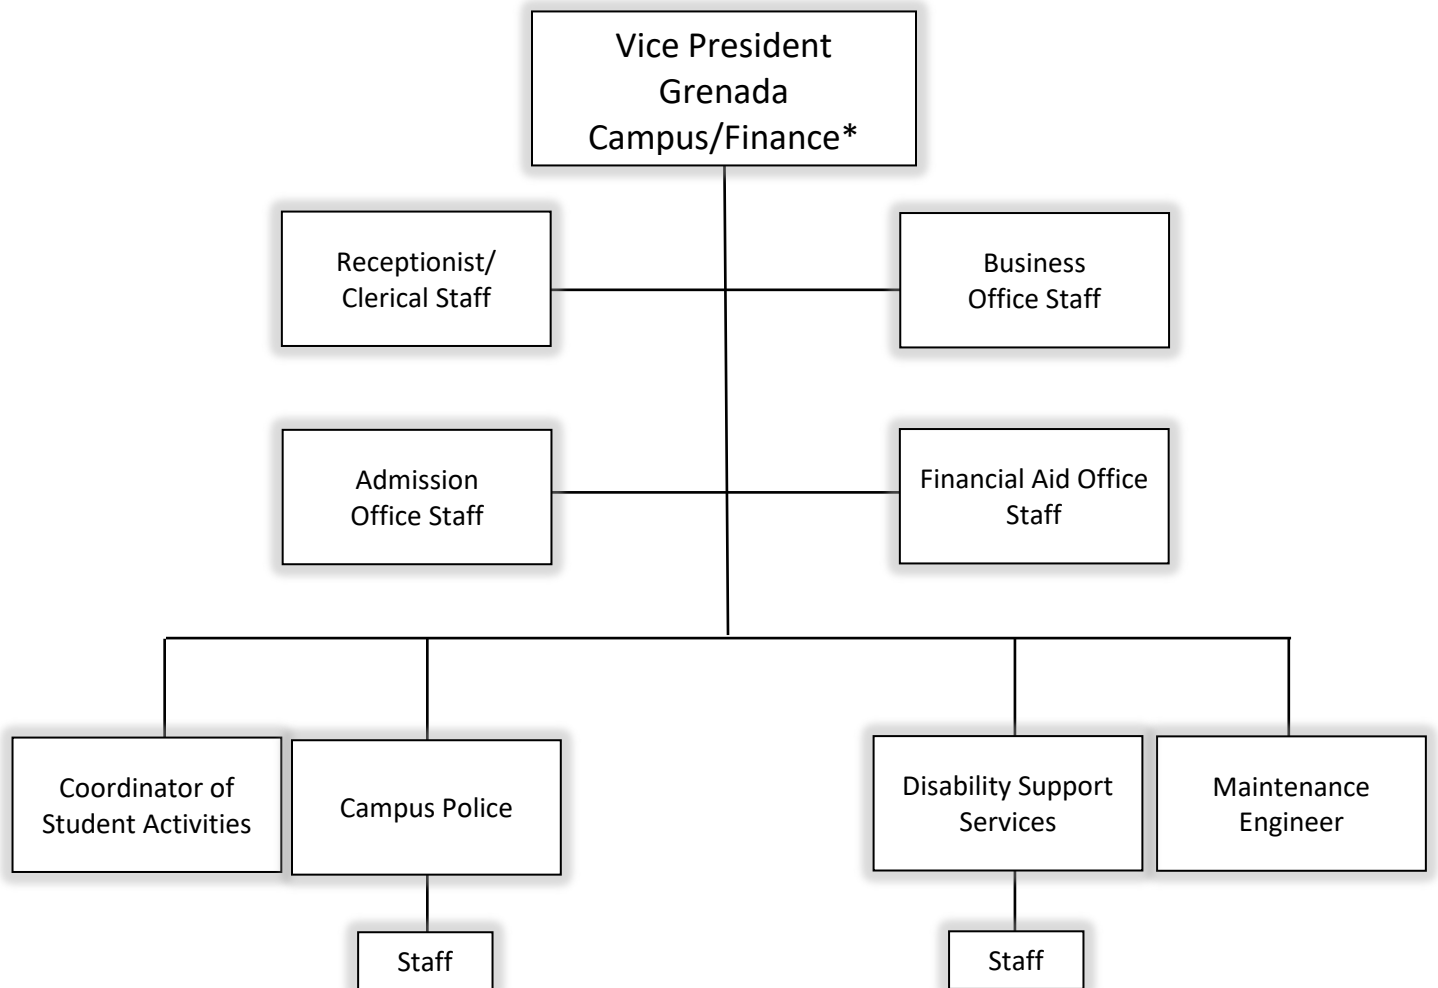 Vice President
Grenada
Campus/Finance*
Receptionist/
Clerical Staff
Business
Office Staff
Admission
Office Staff
Financial Aid Office
Staff
Coordinator of
Student Activities
Campus Police
Disability Support
Services
Maintenance
Engineer
Staff
Staff